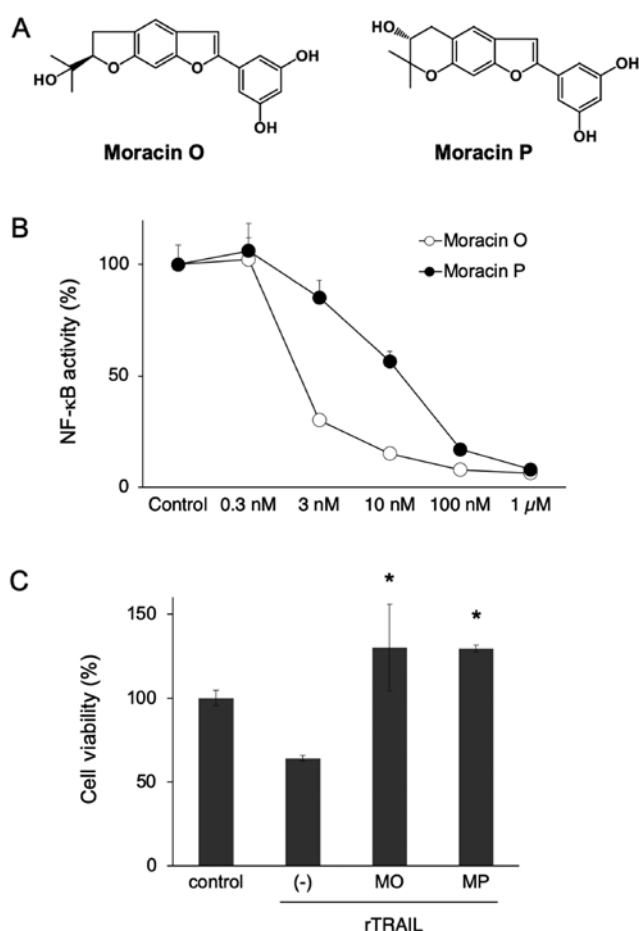 A
HO
O
O
OH
OH
Moracin O
HO
O
O
OH
OH
Moracin P
B
NF-κB activity (%)
100
50
0
Control 0.3 nM 3 nM 10 nM 100 nM 1 µM
Moracin O
Moracin P
C
Cell viability (%)
150
100
50
0
* *
control (-) MO MP
rTRAIL